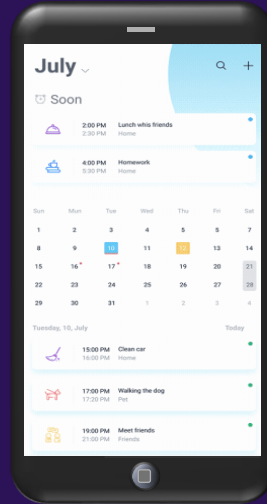 July
Soon
2:00 PM Lunch whis friends
2:30 PM Home
4:00 PM Homework
5:30 PM Home
Sun Mon Tue Wed Thu Fri Sat
1 2 3 4 5 5 7
8 9 10 11 12 13 14
15 16 17 18 19 20 21
22 23 24 25 26 27 28
29 30 31 1 2 3 4
Tuesday, 10, July Today
15:00 PM Clean car
16:00 PM Home
17:00 PM Walking the dog
17:20 PM Pet
19:00 PM Meet friends
21:00 PM Friends